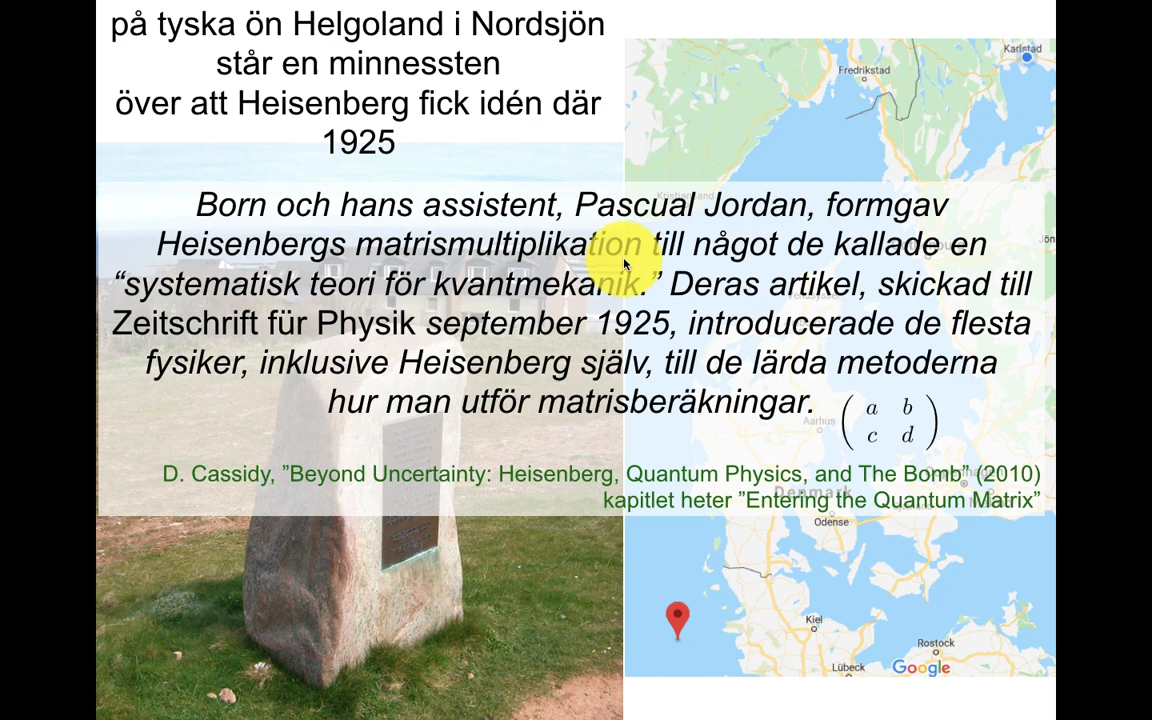 på tyska ön Helgoland i Nordsjön
står en minnessten
över att Heisenberg fick idén där
1925
Karlstad
Fredrikstad
Kristiansand
Born och hans assistent, Pascual Jordan, formgav
Heisenbergs matrismultiplikation till något de kallade en
“systematisk teori för kvantmekanik.” Deras artikel, skickad till
Zeitschrift für Physik september 1925, introducerade de flesta
fysiker, inklusive Heisenberg själv, till de lärda metoderna
hur man utför matrisberäkningar.
a b
c d
Aarhus
D. Cassidy, ”Beyond Uncertainty: Heisenberg, Quantum Physics, and The Bomb” (2010)
kapitlet heter ”Entering the Quantum Matrix”
Denmark
Odense
Kiel
Rostock
Lübeck
Google